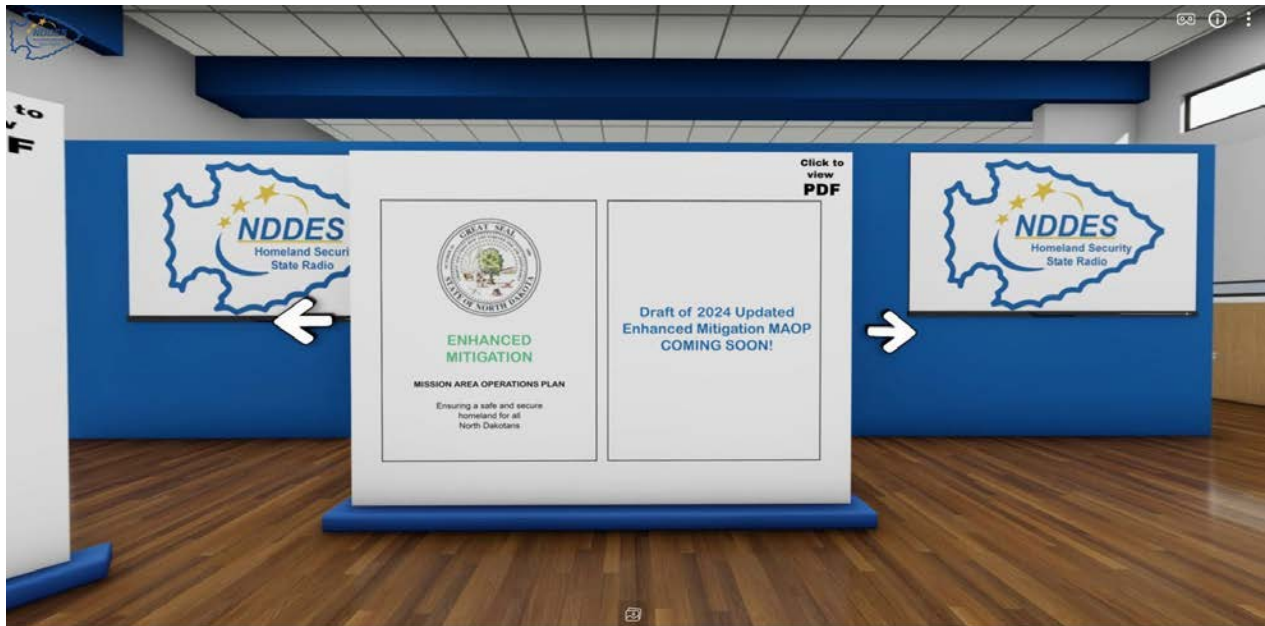 NDDES
to
F
NDDES
Homeland Securi
State Radio
Click to
view
PDF
GREAT SEAL
STATE OF NORTH DAKOTA
ENHANCED
MITIGATION
MISSION AREA OPERATIONS PLAN
Ensuring a safe and secure
homeland for all
North Dakotans
Draft of 2024 Updated
Enhanced Mitigation MAOP
COMING SOON!
NDDES
Homeland Security
State Radio